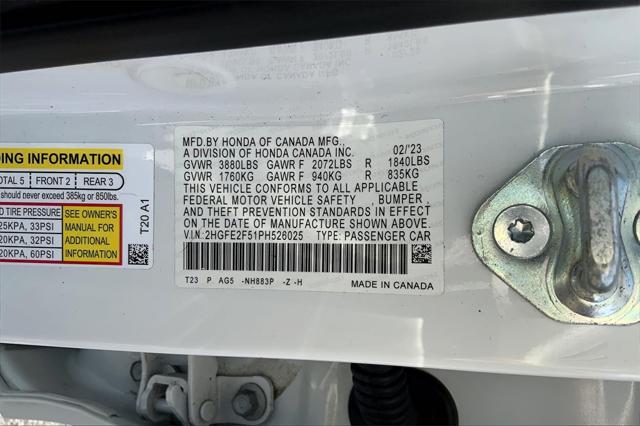 MFD.BY HONDA OF CANADA MFG.,
A DIVISION OF HONDA CANADA INC. 02/'23
GVWR 3880LBS GAWR F 2072LBS R 1840LBS
GVWR 1760KG GAWR F 940KG R 835KG
THIS VEHICLE CONFORMS TO ALL APPLICABLE
FEDERAL MOTOR VEHICLE SAFETY , BUMPER ,
AND THEFT PREVENTION STANDARDS IN EFFECT
ON THE DATE OF MANUFACTURE SHOWN ABOVE.
V.I.N.:2HGFE2F51PH526025 TYPE: PASSENGER CAR
T23 P AG5 -NH883P -Z -H
MADE IN CANADA
DING INFORMATION
OTAL 5 FRONT 2 REAR 3
hould never exceed 385kg or 850lbs.
D TIRE PRESSURE
25KPA, 33PSI
20KPA, 32PSI
20KPA, 60PSI
SEE OWNER'S
MANUAL FOR
ADDITIONAL
INFORMATION
T20 A1